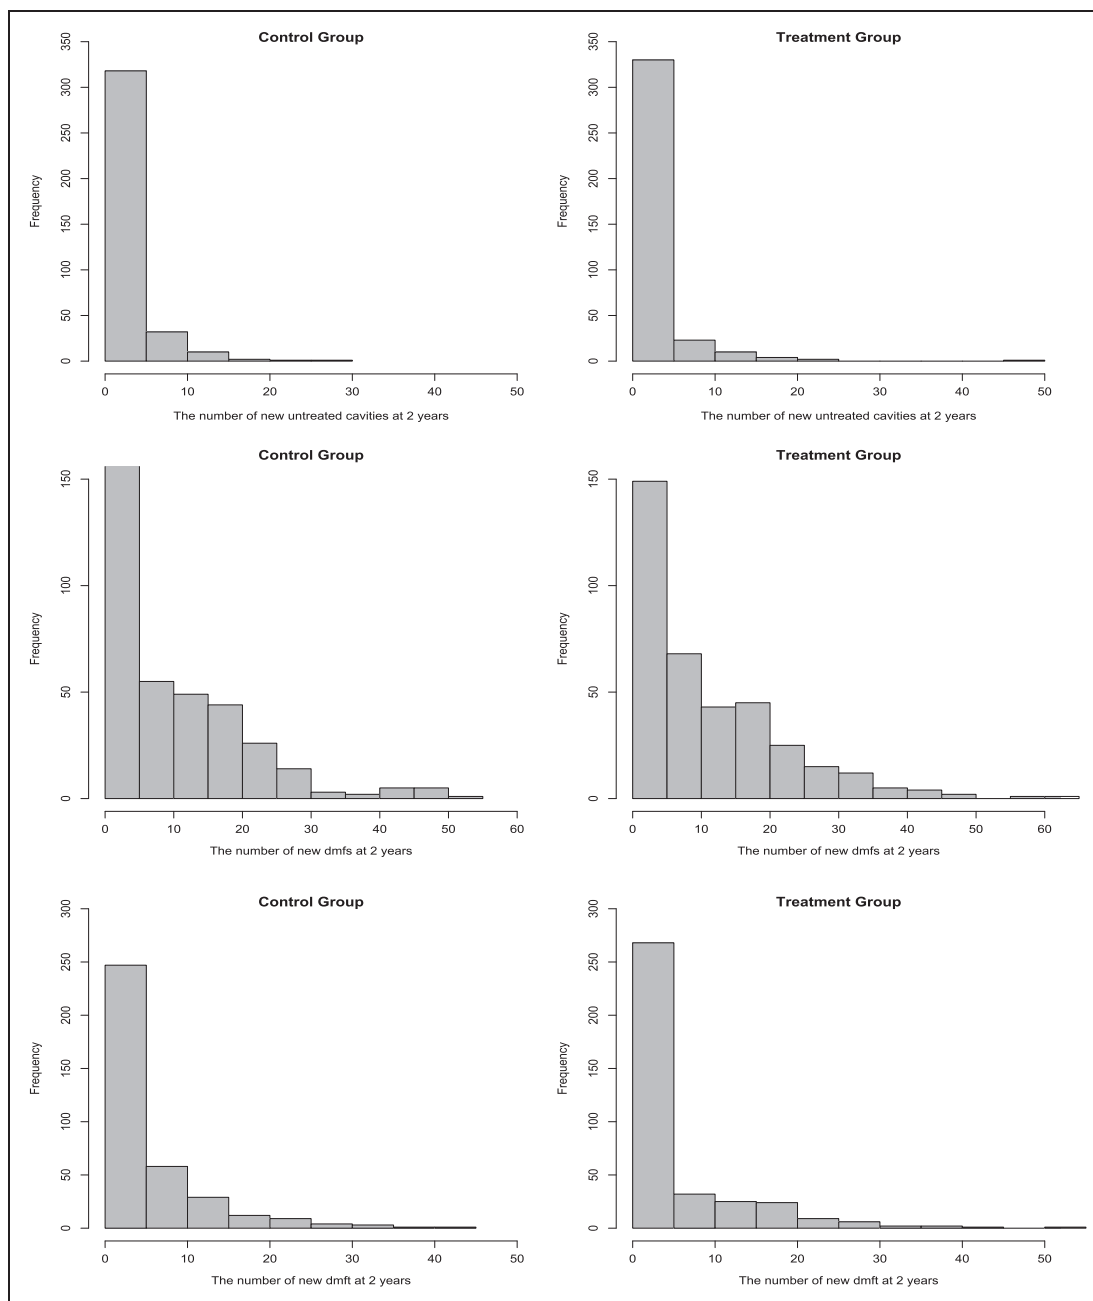 Control Group
350
300
250
200
150
100
50
0
Frequency
0 10 20 30 40 50
The number of new untreated cavities at 2 years
Treatment Group
350
300
250
200
150
100
50
0
Frequency
0 10 20 30 40 50
The number of new untreated cavities at 2 years
Control Group
150
100
50
0
Frequency
0 10 20 30 40 50 60
The number of new dmfs at 2 years
Treatment Group
150
100
50
0
Frequency
0 10 20 30 40 50 60
The number of new dmfs at 2 years
Control Group
300
250
200
150
100
50
0
Frequency
0 10 20 30 40 50
The number of new dmft at 2 years
Treatment Group
300
250
200
150
100
50
0
Frequency
0 10 20 30 40 50
The number of new dmft at 2 years